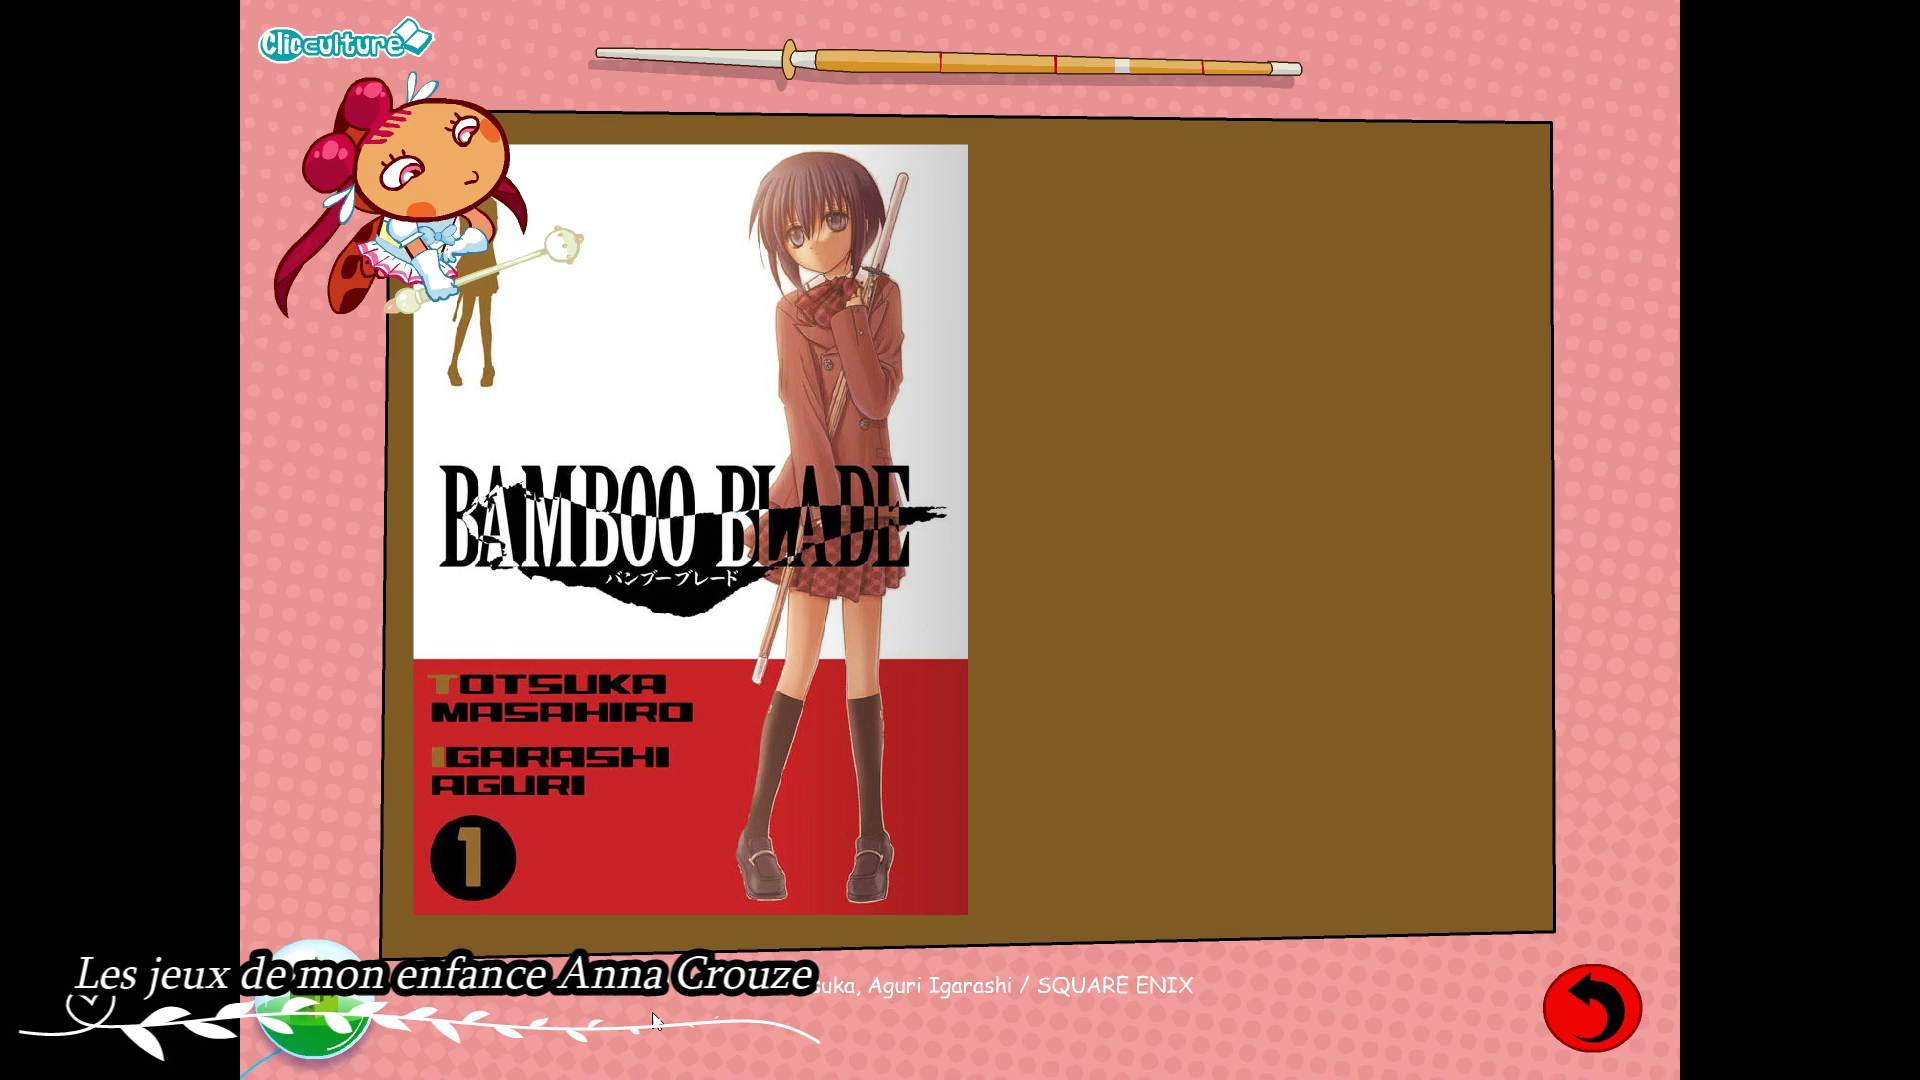 Clicculture
BAMBOO BLADE
バンブーブレード
TOTSUKA
MASAHIRO
IGARASHI
AGURI
1
Les jeux de mon enfance Anna Crouze
Aguri Igarashi / SQUARE ENIX